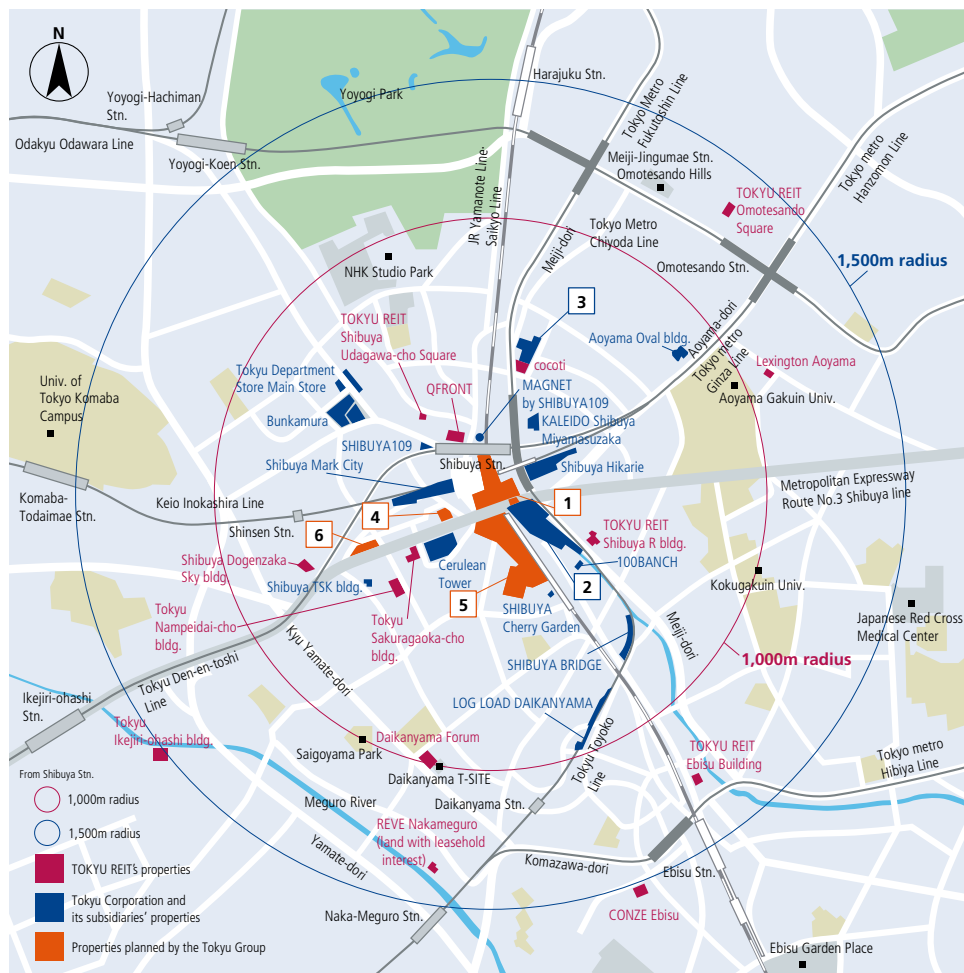 N
Harajuku Stn.
Yoyogi-Hachiman
Stn.
Yoyogi Park
Odakyu Odawara Line
Yoyogi-Koen Stn.
JR Yamanote Line·
Saikyo Line
Tokyo Metro
Fukutoshin Line
Meiji-Jingumae Stn.
Omotesando Hills
Tokyo metro
Hanzomon Line
TOKYU REIT
Omotesando
Square
Meiji-dori
Tokyo Metro
Chiyoda Line
Omotesando Stn.
1,500m radius
NHK Studio Park
3
TOKYU REIT
Shibuya
Udagawa-cho Square
Aoyama-dori
Aoyama Oval bldg.
Tokyo metro
Ginza Line
Lexington Aoyama
cocoti
Tokyu Department
Store Main Store
QFRONT
MAGNET
by SHIBUYA109
Aoyama Gakuin Univ.
Univ. of
Tokyo Komaba
Campus
Bunkamura
KALEIDO Shibuya
Miyamasuzaka
SHIBUYA109
Shibuya Stn.
Shibuya Mark City
Shibuya Hikarie
Metropolitan Expressway
Route No.3 Shibuya line
Keio Inokashira Line
Komaba-
Todaimae Stn.
1
4
Shinsen Stn.
6
TOKYU REIT
Shibuya R bldg.
Shibuya Dogenzaka
Sky bldg.
Cerulean
Tower
100BANCH
Shibuya TSK bldg.
2
Kokugakuin Univ.
5
SHIBUYA
Cherry Garden
Tokyu
Nampeidai-cho
bldg.
Tokyu
Sakuragaoka-cho
bldg.
Meiji-dori
Japanese Red Cross
Medical Center
Kyu Yamate-dori
SHIBUYA BRIDGE
1,000m radius
Tokyu Den-en-toshi
Line
Ikejiri-ohashi
Stn.
LOG LOAD DAIKANYAMA
Tokyu
Ikejiri-ohashi bldg.
Daikanyama Forum
Saigoyama Park
Tokyu Toyoko
Line
TOKYU REIT
Ebisu Building
Tokyo metro
Hibiya Line
From Shibuya Stn.
Daikanyama T-SITE
1,000m radius
Meguro River
Daikanyama Stn.
1,500m radius
REVE Nakameguro
(land with leasehold
interest)
Yamate-dori
Komazawa-dori
Ebisu Stn.
TOKYU REIT's properties
Tokyu Corporation and
its subsidiaries' properties
Naka-Meguro Stn.
CONZE Ebisu
Properties planned by the Tokyu Group
Ebisu Garden Place